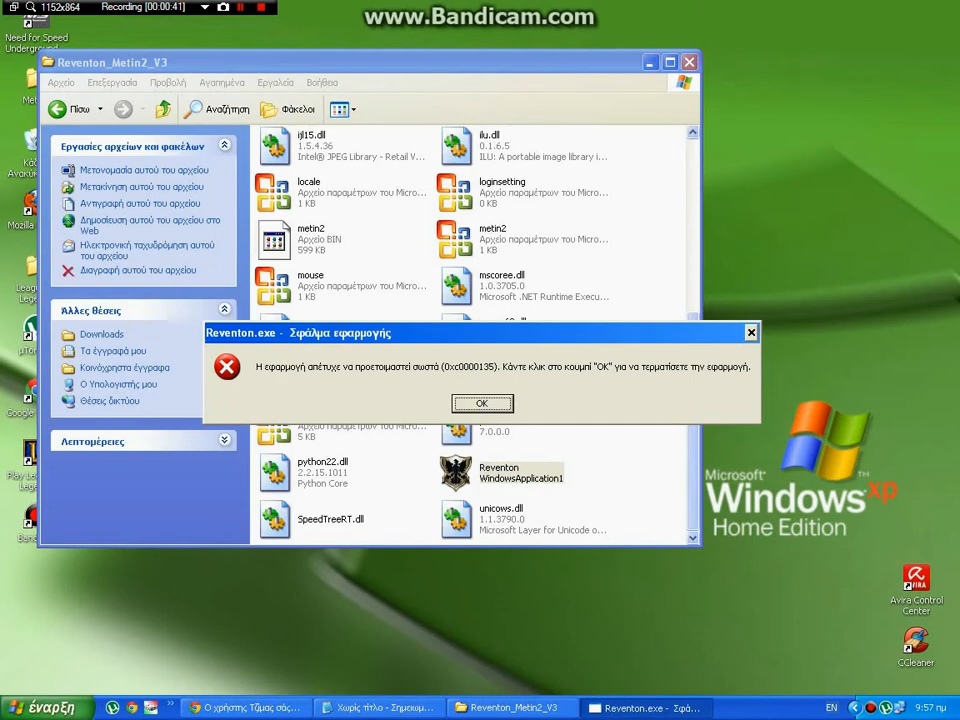 1152x864
Recording [00:00:41]
www.Bandicam.com
Need for Speed
Underground
Reventon_Metin2_V3
Αρχείο Επεξεργασία Προβολή Αγαπημένα Εργαλεία Βοήθεια
Πίσω Αναζήτηση Φάκελοι
Εργασίες αρχείων και φακέλων
Μετονομασία αυτού του αρχείου
Μετακίνηση αυτού του αρχείου
Αντιγραφή αυτού του αρχείου
Δημοσίευση αυτού του αρχείου στο
Web
Ηλεκτρονική ταχυδρόμηση αυτού
του αρχείου
Διαγραφή αυτού του αρχείου
Άλλες θέσεις
Downloads
Τα έγγραφά μου
Κοινόχρηστα έγγραφα
Ο Υπολογιστής μου
Θέσεις δικτύου
Λεπτομέρειες
ijl15.dll
1.5.4.36
Intel® JPEG Library - Retail V...
ilu.dll
0.1.6.5
ILU: A portable image library i...
locale
Αρχείο παραμέτρων του Micro...
1 KB
loginsetting
Αρχείο παραμέτρων του Micro...
0 KB
metin2
Αρχείο BIN
599 KB
metin2
Αρχείο παραμέτρων του Micro...
1 KB
mouse
Αρχείο παραμέτρων του Micro...
1 KB
mscoree.dll
1.0.3705.0
Microsoft .NET Runtime Execu...
Reventon.exe - Σφάλμα εφαρμογής
Η εφαρμογή απέτυχε να προετοιμαστεί σωστά (0xc0000135). Κάντε κλικ στο κουμπί "OK" για να τερματίσετε την εφαρμογή.
OK
Αρχείο παραμέτρων του Micro...
5 KB
7.0.0.0
python22.dll
2.2.15.1011
Python Core
Reventon
WindowsApplication1
SpeedTreeRT.dll
unicows.dll
1.1.3790.0
Microsoft Layer for Unicode o...
Microsoft®
Windows xp
Home Edition
Avira Control
Center
CCleaner
έναρξη
Ο χρήστης Τζίμας σάς...
Χωρίς τίτλο - Σημειωμ...
Reventon_Metin2_V3
Reventon.exe - Σφά...
EN
9:57 πμ